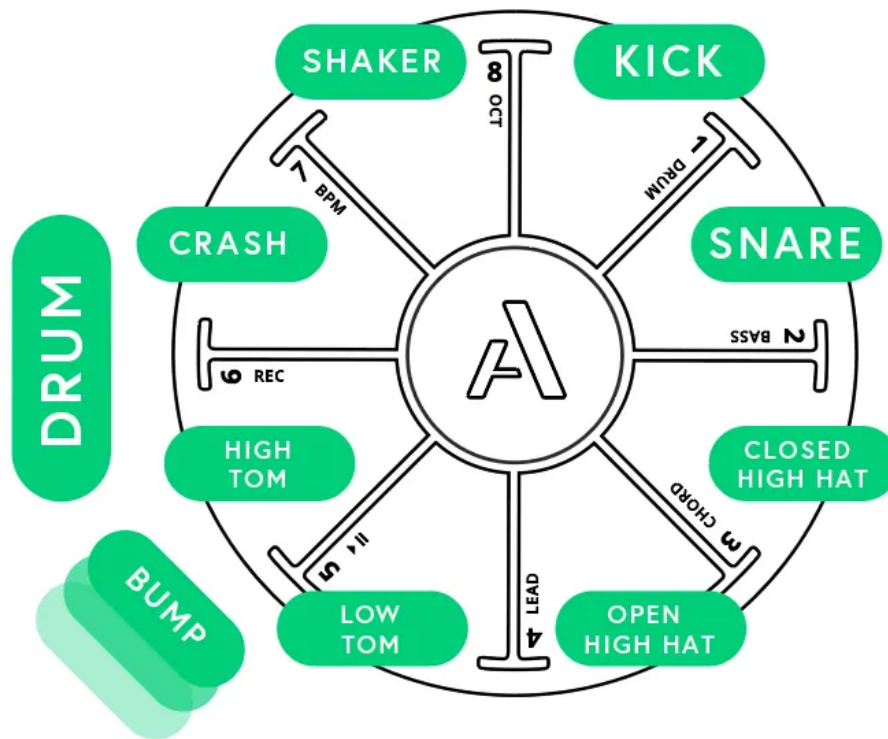 SHAKER
KICK
8 OCT
1 DRUM
7 BPM
CRASH
SNARE
DRUM
2 BASS
6 REC
HIGH
TOM
CLOSED
HIGH HAT
3 CHORD
5
4 LEAD
BUMP
LOW
TOM
OPEN
HIGH HAT
A